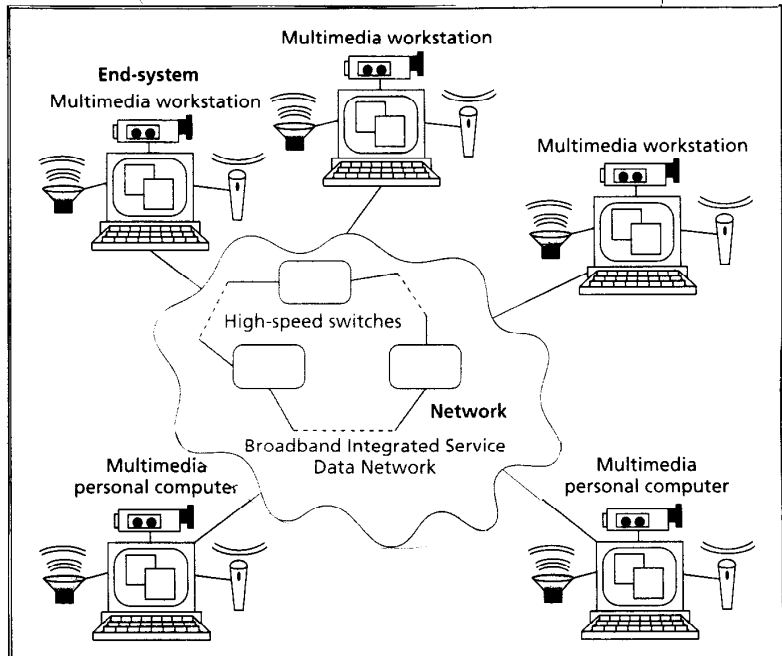 Multimedia workstation
End-system
Multimedia workstation
Multimedia workstation
High-speed switches
Network
Broadband Integrated Service
Data Network
Multimedia
personal computer
Multimedia
personal computer